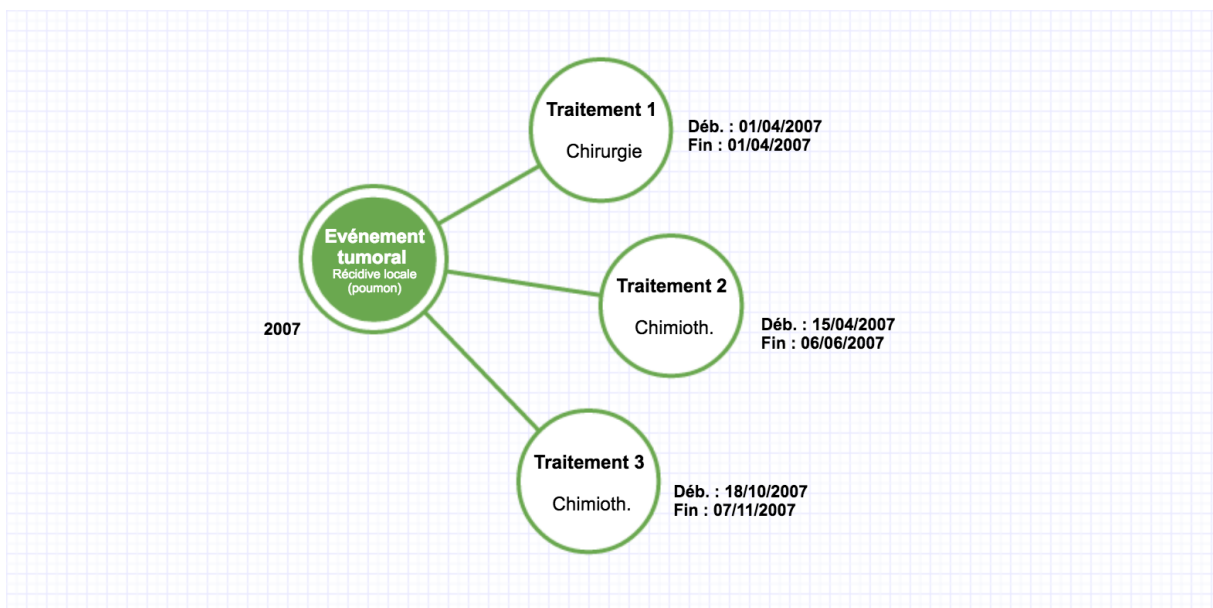 Traitement 1
Chirurgie
Déb. : 01/04/2007
Fin : 01/04/2007
Evénement
tumoral
Récidive locale
(poumon)
2007
Traitement 2
Chimioth.
Déb. : 15/04/2007
Fin : 06/06/2007
Traitement 3
Chimioth.
Déb. : 18/10/2007
Fin : 07/11/2007